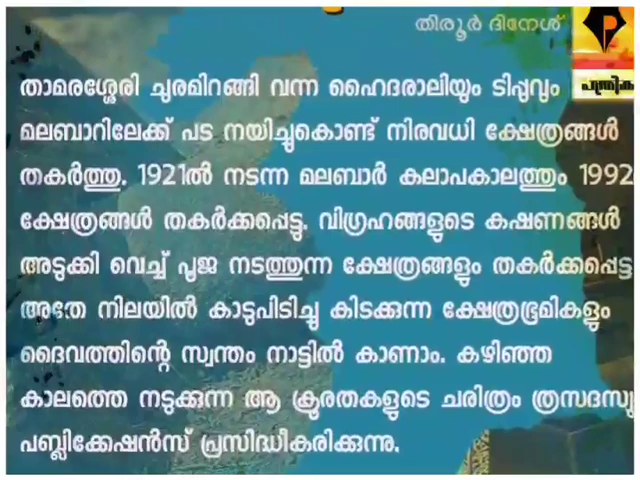 തിരൂർ ദിനേശ്
പത്രിക
താമരശ്ശേരി ചുരമിറങ്ങി വന്ന ഹൈദരാലിയും ടിപ്പുവും
മലബാറിലേക്ക് പട നയിച്ചുകൊണ്ട് നിരവധി ക്ഷേത്രങ്ങൾ
തകർത്തു. 1921ൽ നടന്ന മലബാർ കലാപകാലത്തും 1992
ക്ഷേത്രങ്ങൾ തകർക്കപ്പെട്ടു. വിഗ്രഹങ്ങളുടെ കഷണങ്ങൾ
അടുക്കി വെച്ച് പൂജ നടത്തുന്ന ക്ഷേത്രങ്ങളും തകർക്കപ്പെട്ട
അതേ നിലയിൽ കാടുപിടിച്ചു കിടക്കുന്ന ക്ഷേത്രഭൂമികളും
ദൈവത്തിന്റെ സ്വന്തം നാട്ടിൽ കാണാം. കഴിഞ്ഞ
കാലത്തെ നടുക്കുന്ന ആ ക്രൂരതകളുടെ ചരിത്രം ത്രസദസ്യു
പബ്ലിക്കേഷൻസ് പ്രസിദ്ധീകരിക്കുന്നു.